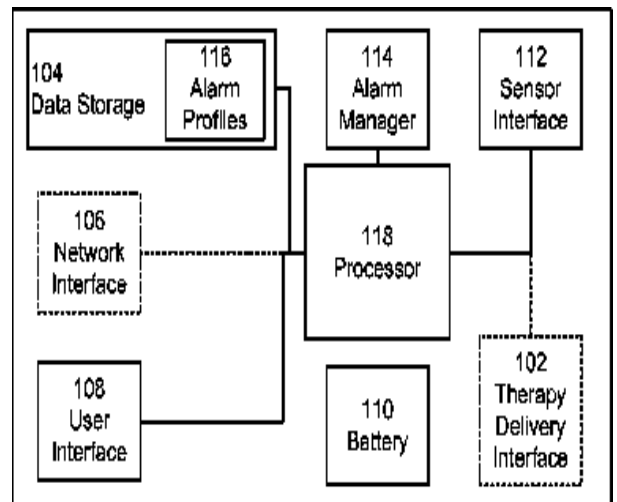 104
Data Storage
116
Alarm
Profiles
114
Alarm
Manager
112
Sensor
Interface
106
Network
Interface
118
Processor
108
User
Interface
110
Battery
102
Therapy
Delivery
Interface